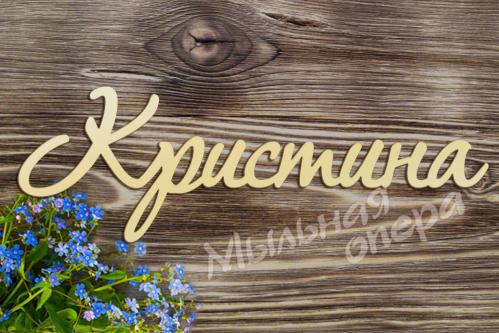 Кристина
Мыльная
опера